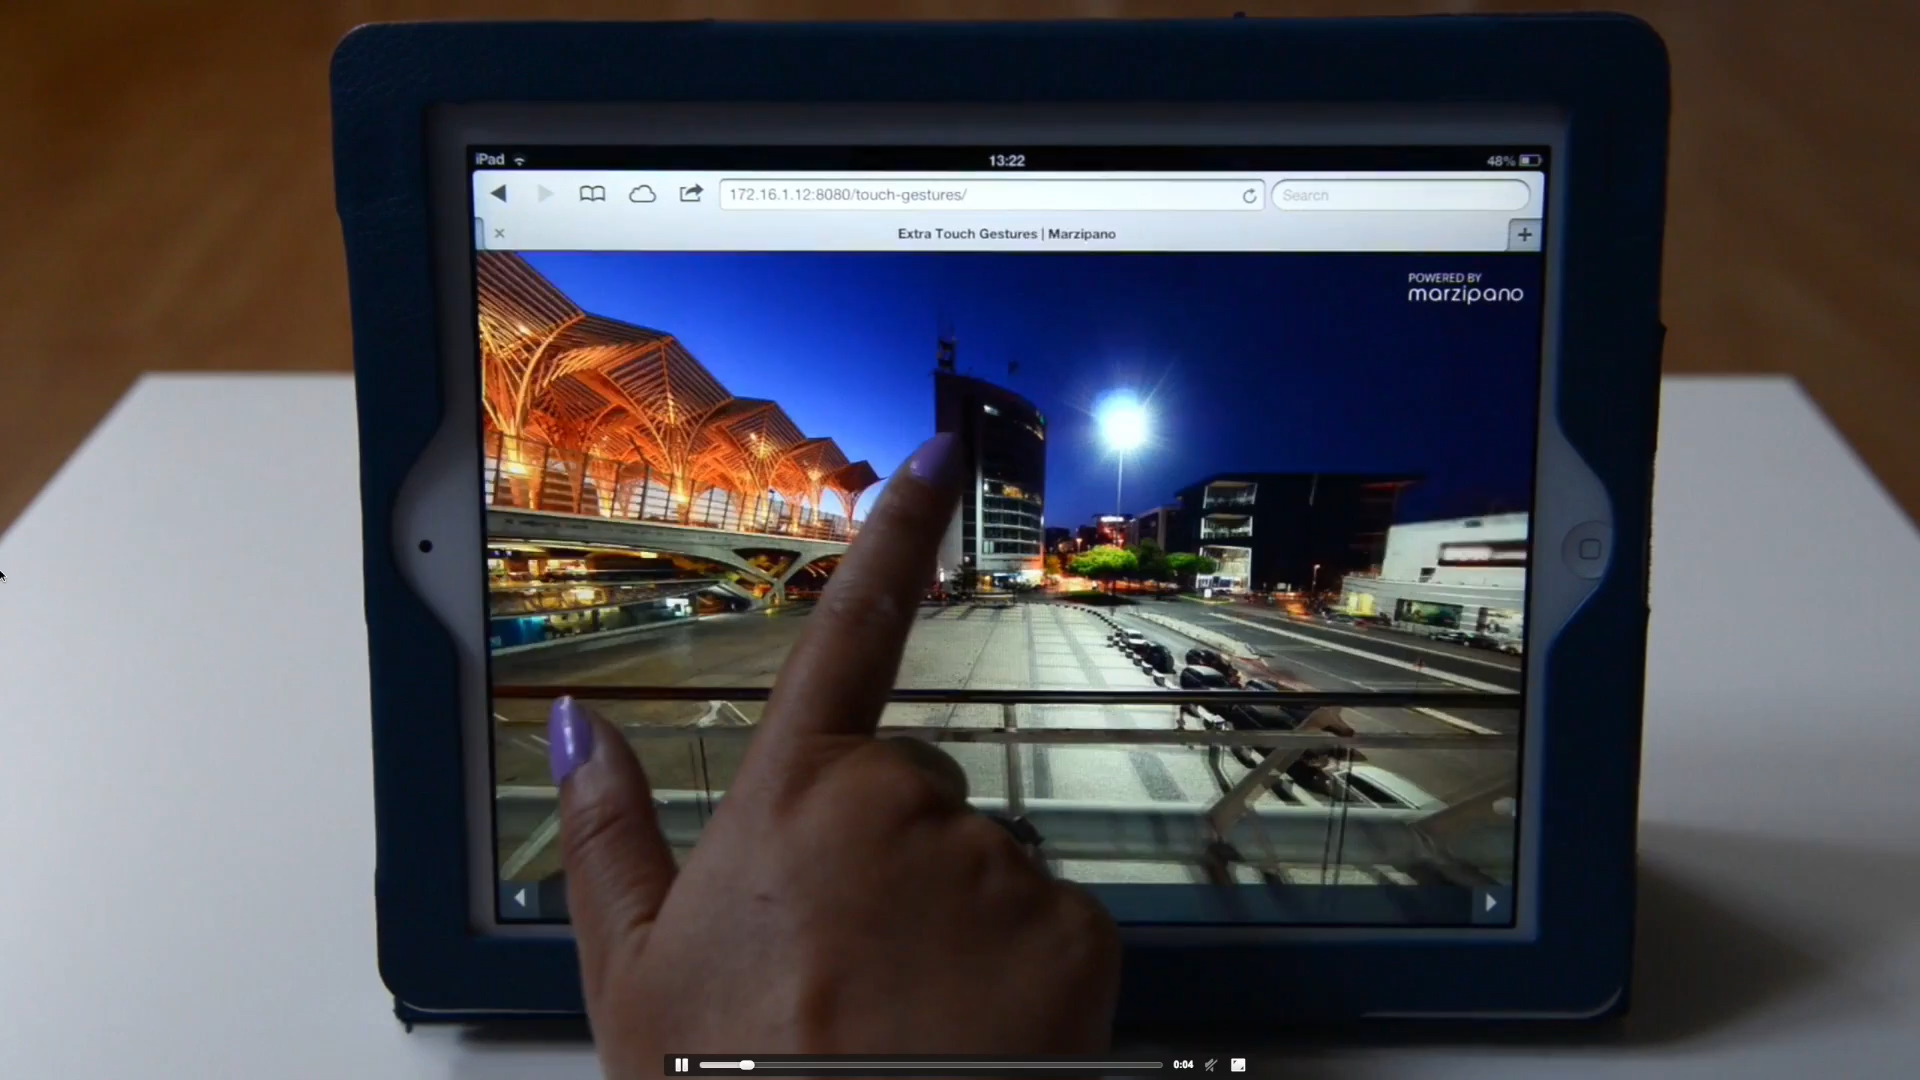 iPad
13:22
48%
172.16.1.12:8080/touch-gestures/
Search
Extra Touch Gestures | Marzipano
POWERED BY
marzipano
0:04